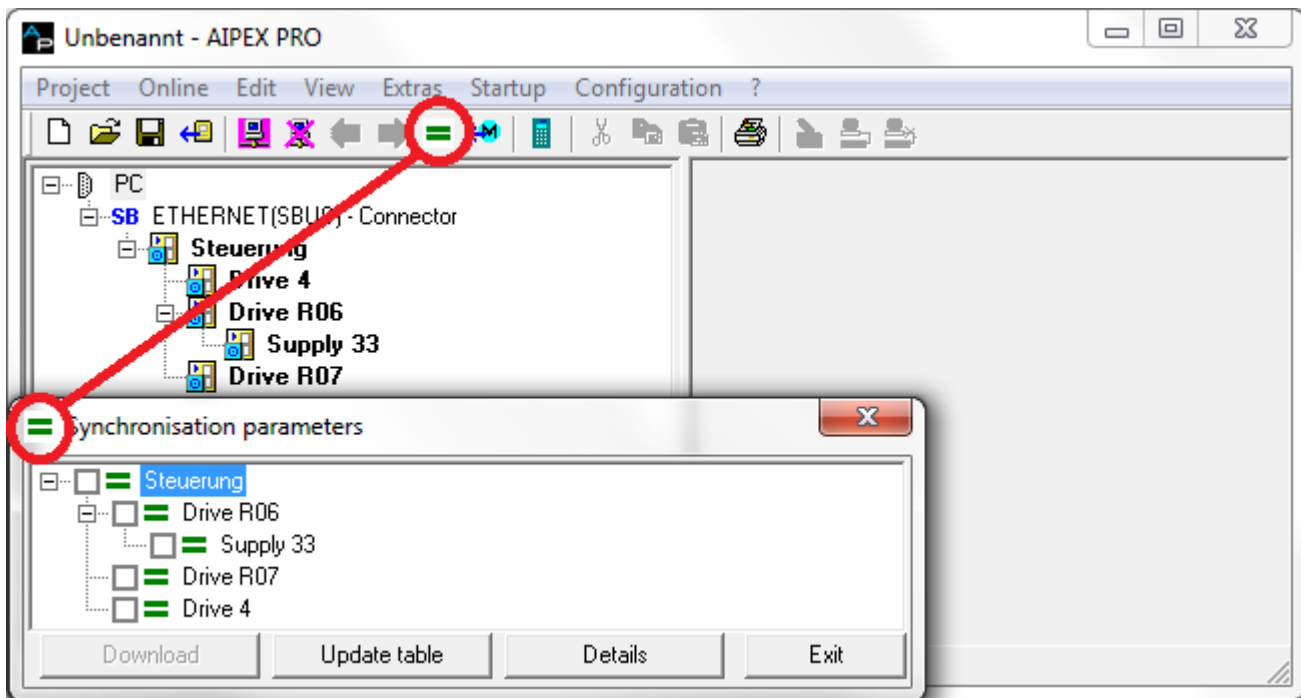 Unbenannt - AIPEX PRO
Project Online Edit View Extras Startup Configuration ?
PC
SB ETHERNET(SBUS) - Connector
Steuerung
Drive 4
Drive R06
Supply 33
Drive R07
Synchronisation parameters
Steuerung
Drive R06
Supply 33
Drive R07
Drive 4
Download Update table Details Exit